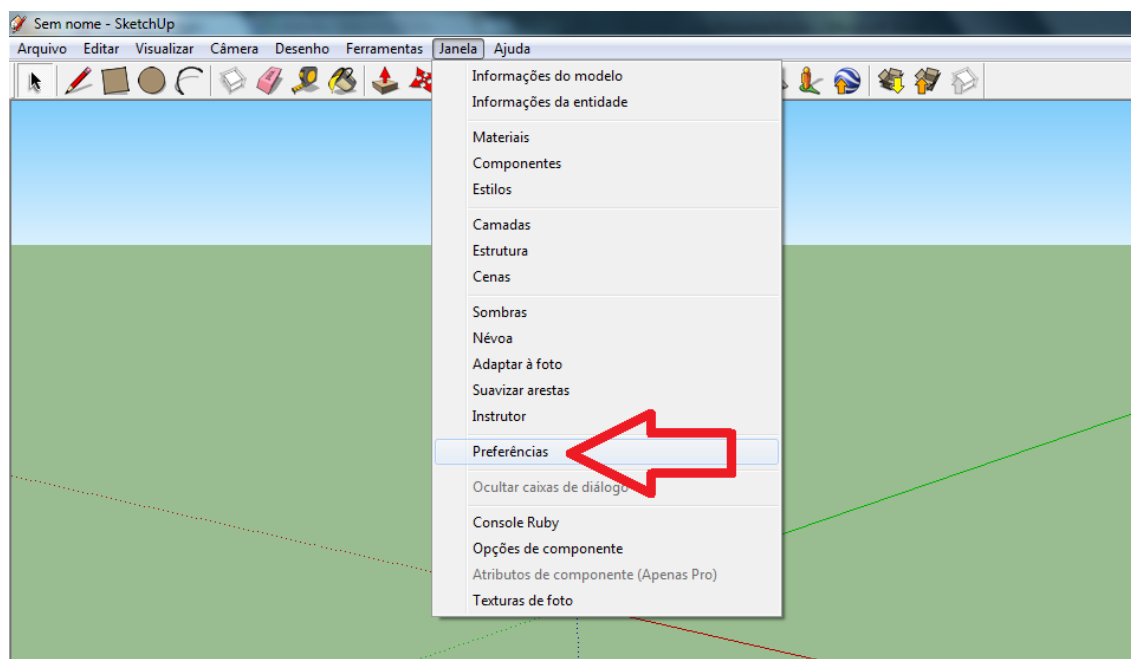 Sem nome - SketchUp
Arquivo Editar Visualizar Câmera Desenho Ferramentas Janela Ajuda
Informações do modelo
Informações da entidade
Materiais
Componentes
Estilos
Camadas
Estrutura
Cenas
Sombras
Névoa
Adaptar à foto
Suavizar arestas
Instrutor
Preferências
Ocultar caixas de diálogo
Console Ruby
Opções de componente
Atributos de componente (Apenas Pro)
Texturas de foto